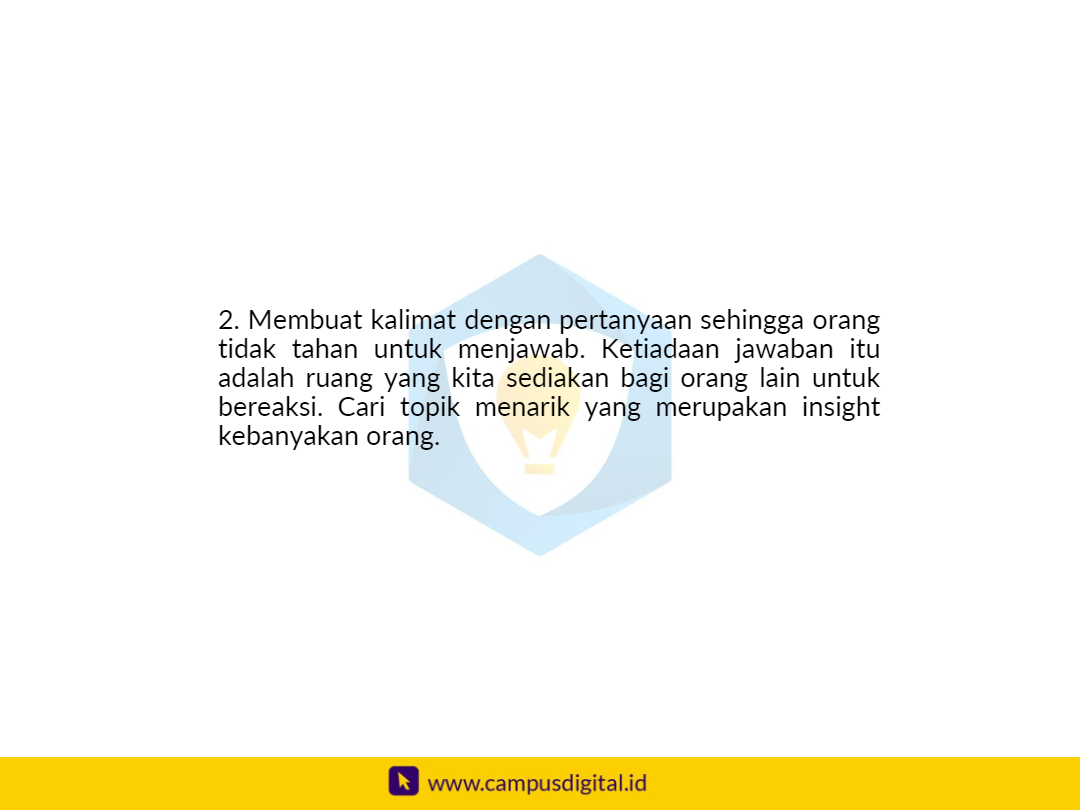 2. Membuat kalimat dengan pertanyaan sehingga orang
tidak tahan untuk menjawab. Ketiadaan jawaban itu
adalah ruang yang kita sediakan bagi orang lain untuk
bereaksi. Cari topik menarik yang merupakan insight
kebanyakan orang.
www.campusdigital.id